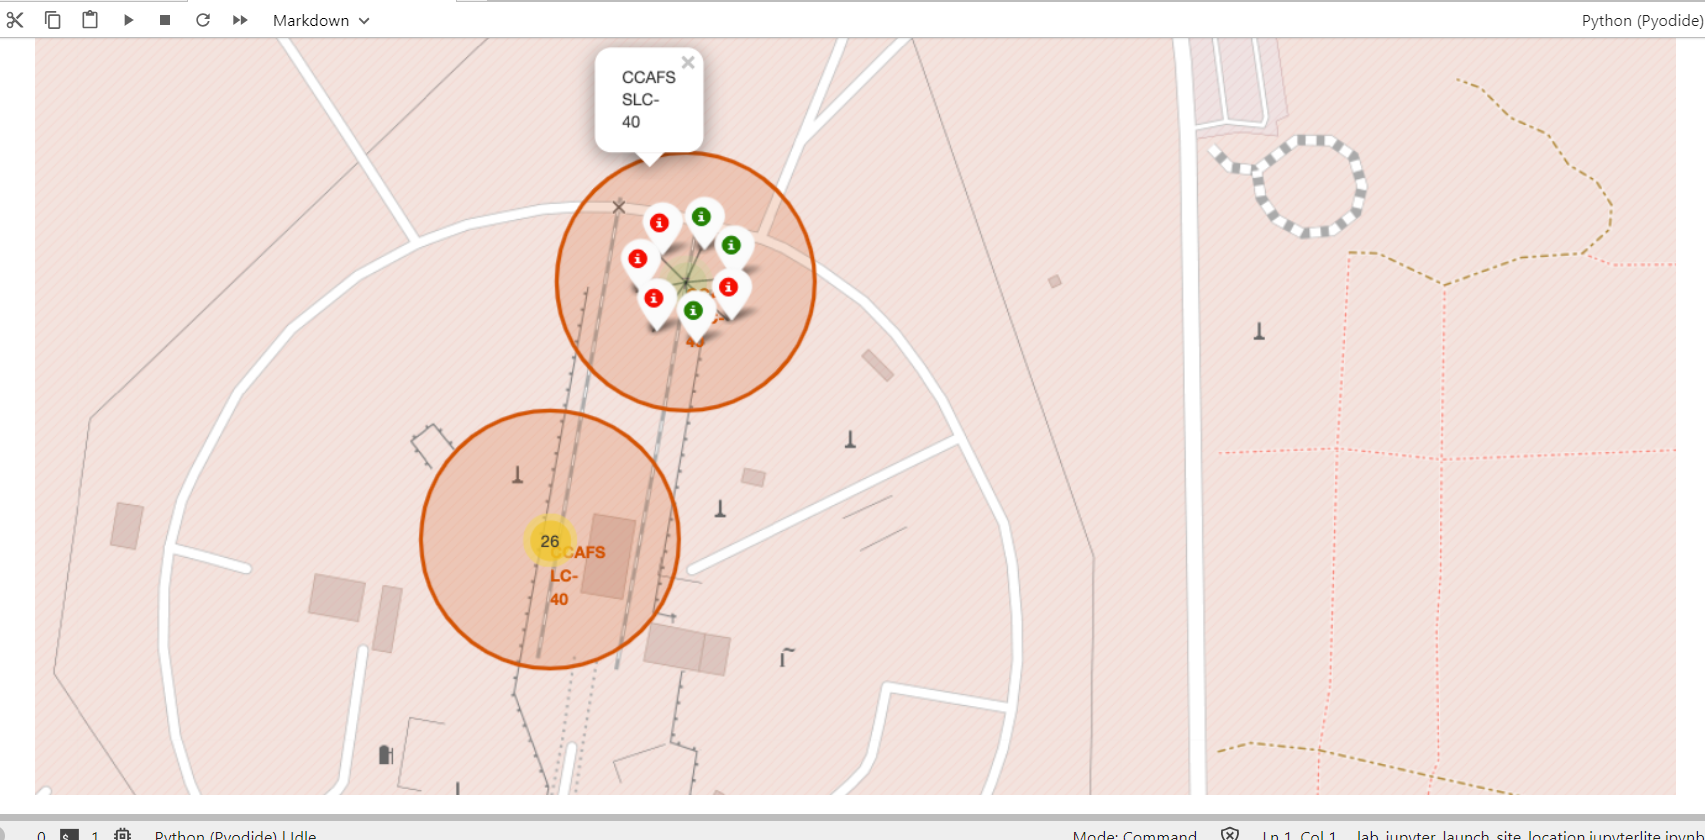 Markdown
Python (Pyodide)
CCAFS
SLC-
40
i
i
i
i
i
i
i
26
CCAFS
LC-
40
0
1
Python (Pyodide) | Idle
Mode: Command
Ln 1, Col 1
lab_jupyter_launch_site_location.jupyterlite.ipynb